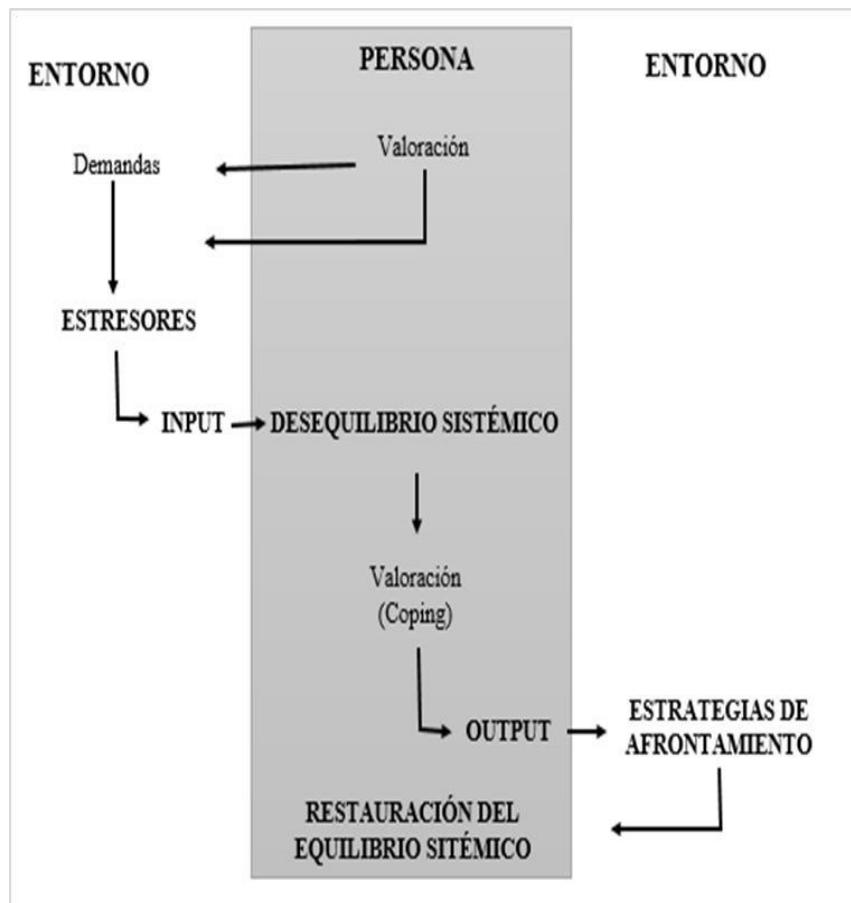 ENTORNO
PERSONA
ENTORNO
Demandas
Valoración
ESTRESORES
INPUT
DESEQUILIBRIO SISTÉMICO
Valoración
(Coping)
OUTPUT
ESTRATEGIAS DE
AFRONTAMIENTO
RESTAURACIÓN DEL
EQUILIBRIO SITÉMICO